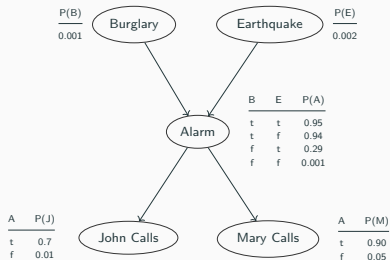 P(B) Burglary Earthquake P(E)
0.001 0.002
B E P(A)
t t 0.95
t f 0.94
f t 0.29
f f 0.001
Alarm
A P(J)
t 0.7
f 0.01
John Calls
Mary Calls
A P(M)
t 0.90
f 0.05